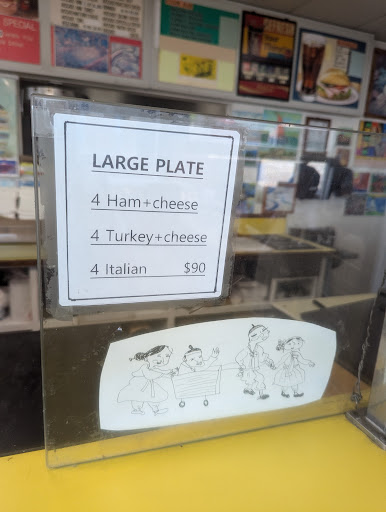 SPECIAL
LARGE PLATE
4 Ham+cheese
4 Turkey+cheese
4 Italian $90